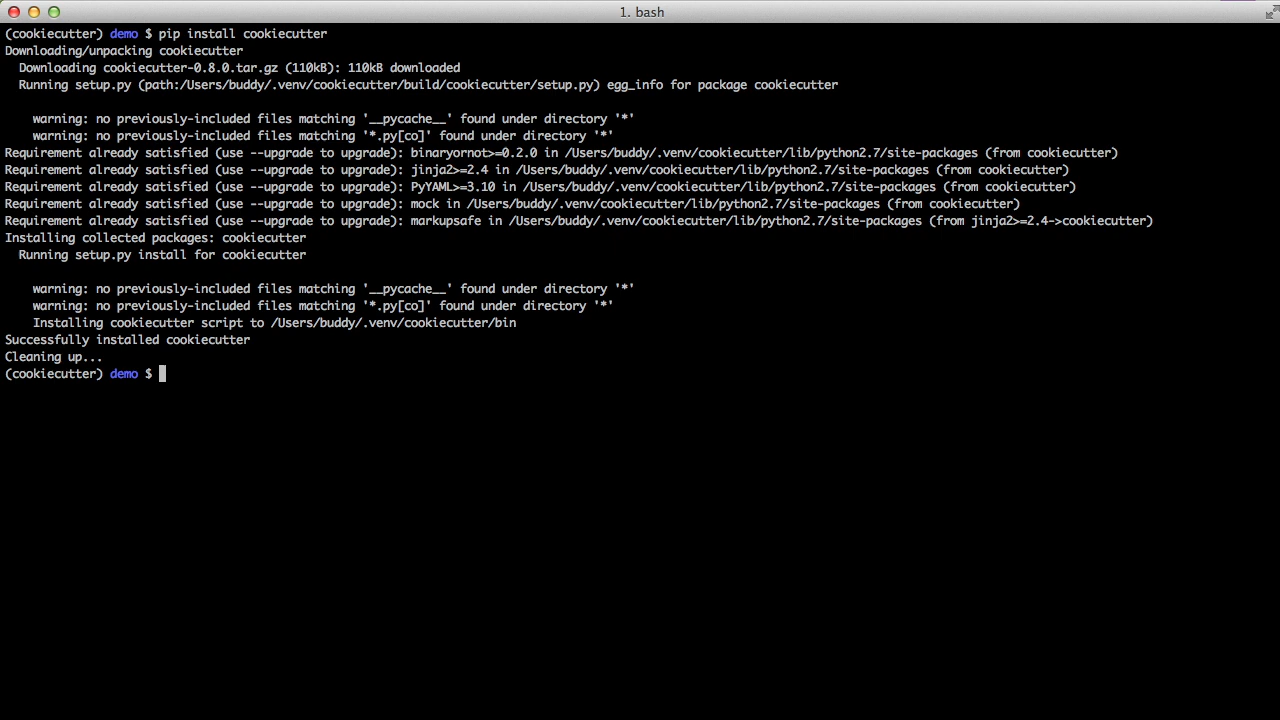 1. bash
(cookiecutter) demo $ pip install cookiecutter
Downloading/unpacking cookiecutter
  Downloading cookiecutter-0.8.0.tar.gz (110kB): 110kB downloaded
  Running setup.py (path:/Users/buddy/.venv/cookiecutter/build/cookiecutter/setup.py) egg_info for package cookiecutter

    warning: no previously-included files matching '__pycache__' found under directory '*'
    warning: no previously-included files matching '*.py[co]' found under directory '*'
Requirement already satisfied (use --upgrade to upgrade): binaryornot>=0.2.0 in /Users/buddy/.venv/cookiecutter/lib/python2.7/site-packages (from cookiecutter)
Requirement already satisfied (use --upgrade to upgrade): jinja2>=2.4 in /Users/buddy/.venv/cookiecutter/lib/python2.7/site-packages (from cookiecutter)
Requirement already satisfied (use --upgrade to upgrade): PyYAML>=3.10 in /Users/buddy/.venv/cookiecutter/lib/python2.7/site-packages (from cookiecutter)
Requirement already satisfied (use --upgrade to upgrade): mock in /Users/buddy/.venv/cookiecutter/lib/python2.7/site-packages (from cookiecutter)
Requirement already satisfied (use --upgrade to upgrade): markupsafe in /Users/buddy/.venv/cookiecutter/lib/python2.7/site-packages (from jinja2>=2.4->cookiecutter)
Installing collected packages: cookiecutter
  Running setup.py install for cookiecutter

    warning: no previously-included files matching '__pycache__' found under directory '*'
    warning: no previously-included files matching '*.py[co]' found under directory '*'
    Installing cookiecutter script to /Users/buddy/.venv/cookiecutter/bin
Successfully installed cookiecutter
Cleaning up...
(cookiecutter) demo $